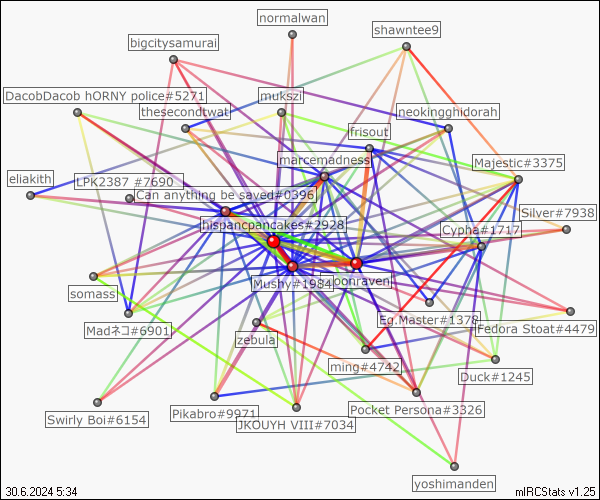 normalwan
shawntee9
bigcitysamurai
DacobDacob hORNY police#5271
mukszi
thesecondtwat
neokingghidorah
frisout
marcemadness
Majestic#3375
eliakith
LPK2387 #7690
Can anything be saved#0396
Silver#7938
hispancpancakes#2928
Cypha#1717
Mushy#1984
oonraven
somass
Eg.Master#1378
Madネコ#6901
Fedora Stoat#4479
zebula
ming#4742
Duck#1245
Swirly Boi#6154
Pikabro#9971
Pocket Persona#3326
JKOUYH VIII#7034
yoshimanden
30.6.2024 5:34
mIRCStats v1.25